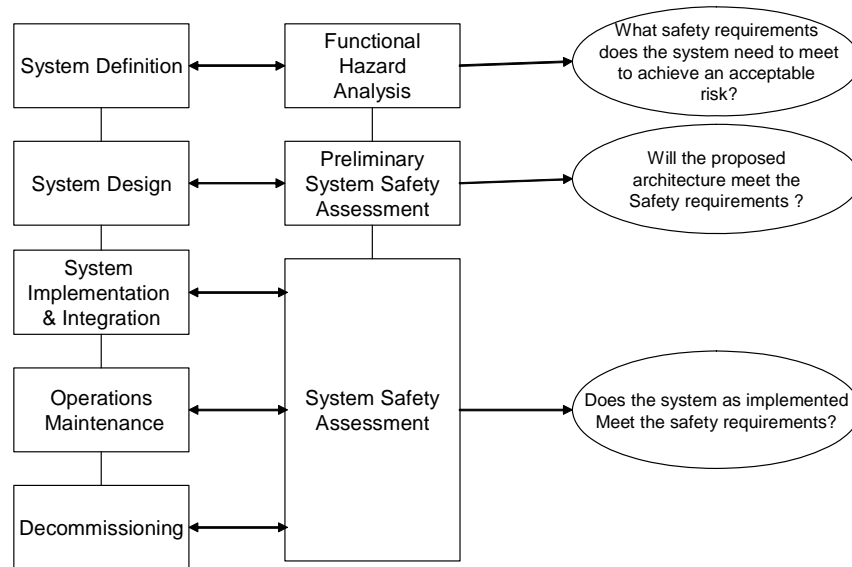 System Definition
Functional
Hazard
Analysis
What safety requirements
does the system need to meet
to achieve an acceptable
risk?
System Design
Preliminary
System Safety
Assessment
Will the proposed
architecture meet the
Safety requirements ?
System
Implementation
& Integration
Operations
Maintenance
Decommissioning
System Safety
Assessment
Does the system as implemented
Meet the safety requirements?